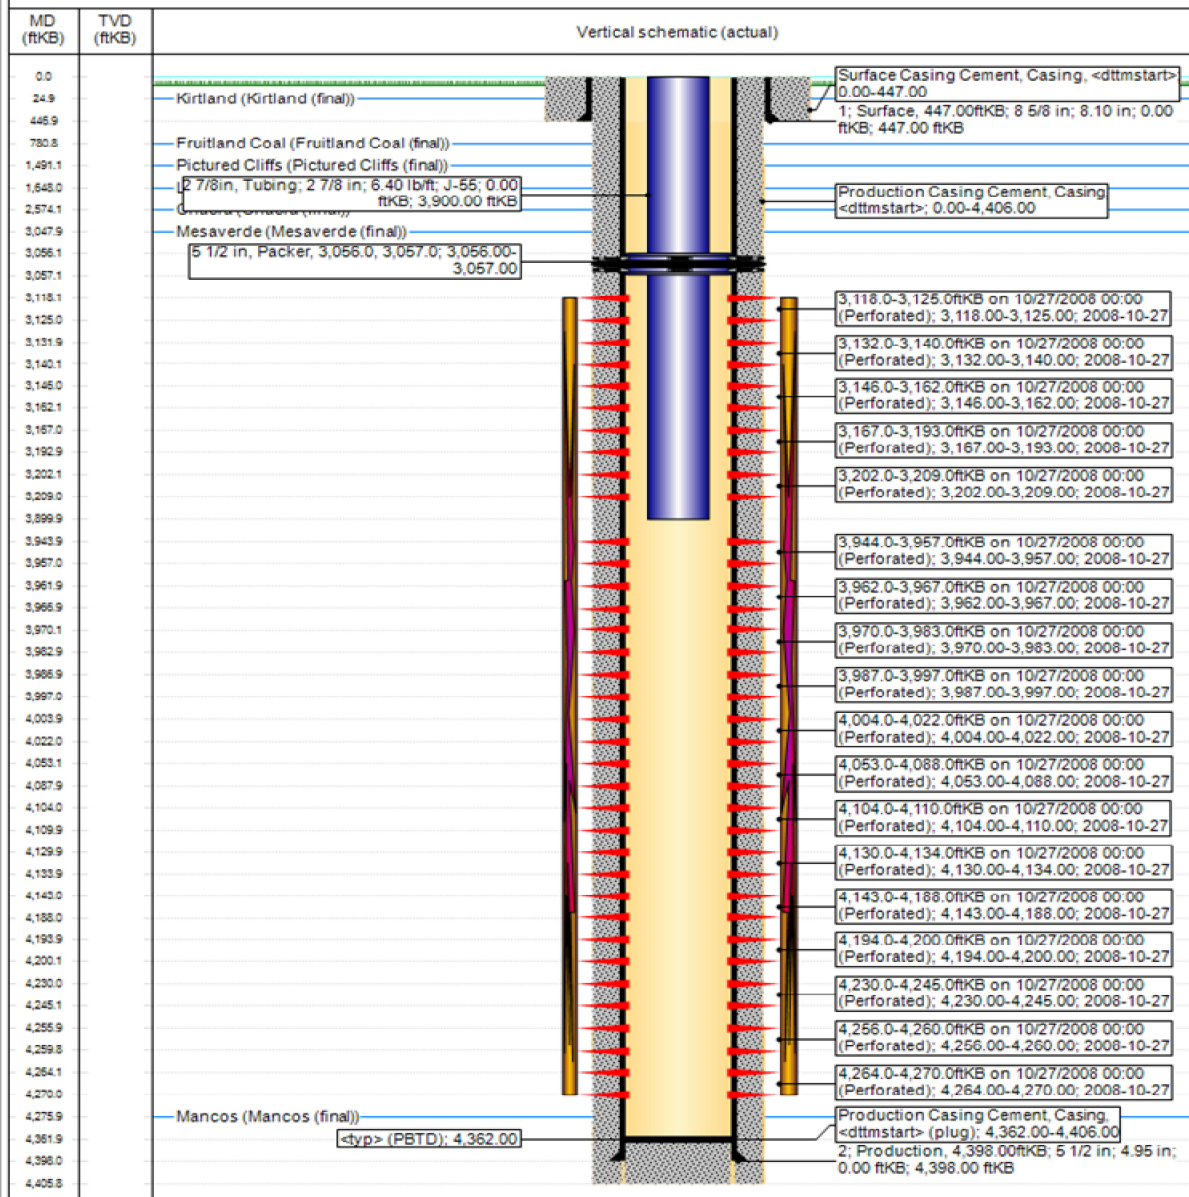 MD
(ftKB)
TVD
(ftKB)
Vertical schematic (actual)
0.0
24.9
445.9
780.8
1,491.1
1,648.0
2,574.1
3,047.9
3,056.1
3,057.1
3,118.1
3,125.0
3,131.9
3,140.1
3,146.0
3,162.1
3,167.0
3,192.9
3,202.1
3,209.0
3,899.9
3,943.9
3,957.0
3,961.9
3,966.9
3,970.1
3,982.9
3,986.9
3,997.0
4,003.9
4,022.0
4,053.1
4,087.9
4,104.0
4,109.9
4,129.9
4,133.9
4,143.0
4,188.0
4,193.9
4,200.1
4,230.0
4,245.1
4,255.9
4,259.8
4,264.1
4,270.0
4,275.9
4,361.9
4,398.0
4,405.8
Kirtland (Kirtland (final))
Fruitland Coal (Fruitland Coal (final))
Pictured Cliffs (Pictured Cliffs (final))
2 7/8in, Tubing; 2 7/8 in; 6.40 lb/ft; J-55; 0.00
ftKB; 3,900.00 ftKB
Mesaverde (Mesaverde (final))
5 1/2 in, Packer, 3,056.0, 3,057.0; 3,056.00-
3,057.00
Mancos (Mancos (final))
<typ> (PBTD); 4,362.00
Surface Casing Cement, Casing, <dttmstart>
0.00-447.00
1; Surface, 447.00ftKB; 8 5/8 in; 8.10 in; 0.00
ftKB; 447.00 ftKB
Production Casing Cement, Casing,
<dttmstart>; 0.00-4,406.00
3,118.0-3,125.0ftKB on 10/27/2008 00:00
(Perforated); 3,118.00-3,125.00; 2008-10-27
3,132.0-3,140.0ftKB on 10/27/2008 00:00
(Perforated); 3,132.00-3,140.00; 2008-10-27
3,146.0-3,162.0ftKB on 10/27/2008 00:00
(Perforated); 3,146.00-3,162.00; 2008-10-27
3,167.0-3,193.0ftKB on 10/27/2008 00:00
(Perforated); 3,167.00-3,193.00; 2008-10-27
3,202.0-3,209.0ftKB on 10/27/2008 00:00
(Perforated); 3,202.00-3,209.00; 2008-10-27
3,944.0-3,957.0ftKB on 10/27/2008 00:00
(Perforated); 3,944.00-3,957.00; 2008-10-27
3,962.0-3,967.0ftKB on 10/27/2008 00:00
(Perforated); 3,962.00-3,967.00; 2008-10-27
3,970.0-3,983.0ftKB on 10/27/2008 00:00
(Perforated); 3,970.00-3,983.00; 2008-10-27
3,987.0-3,997.0ftKB on 10/27/2008 00:00
(Perforated); 3,987.00-3,997.00; 2008-10-27
4,004.0-4,022.0ftKB on 10/27/2008 00:00
(Perforated); 4,004.00-4,022.00; 2008-10-27
4,053.0-4,088.0ftKB on 10/27/2008 00:00
(Perforated); 4,053.00-4,088.00; 2008-10-27
4,104.0-4,110.0ftKB on 10/27/2008 00:00
(Perforated); 4,104.00-4,110.00; 2008-10-27
4,130.0-4,134.0ftKB on 10/27/2008 00:00
(Perforated); 4,130.00-4,134.00; 2008-10-27
4,143.0-4,188.0ftKB on 10/27/2008 00:00
(Perforated); 4,143.00-4,188.00; 2008-10-27
4,194.0-4,200.0ftKB on 10/27/2008 00:00
(Perforated); 4,194.00-4,200.00; 2008-10-27
4,230.0-4,245.0ftKB on 10/27/2008 00:00
(Perforated); 4,230.00-4,245.00; 2008-10-27
4,256.0-4,260.0ftKB on 10/27/2008 00:00
(Perforated); 4,256.00-4,260.00; 2008-10-27
4,264.0-4,270.0ftKB on 10/27/2008 00:00
(Perforated); 4,264.00-4,270.00; 2008-10-27
Production Casing Cement, Casing,
<dttmstart> (plug); 4,362.00-4,406.00
2; Production, 4,398.00ftKB; 5 1/2 in; 4.95 in;
0.00 ftKB; 4,398.00 ftKB